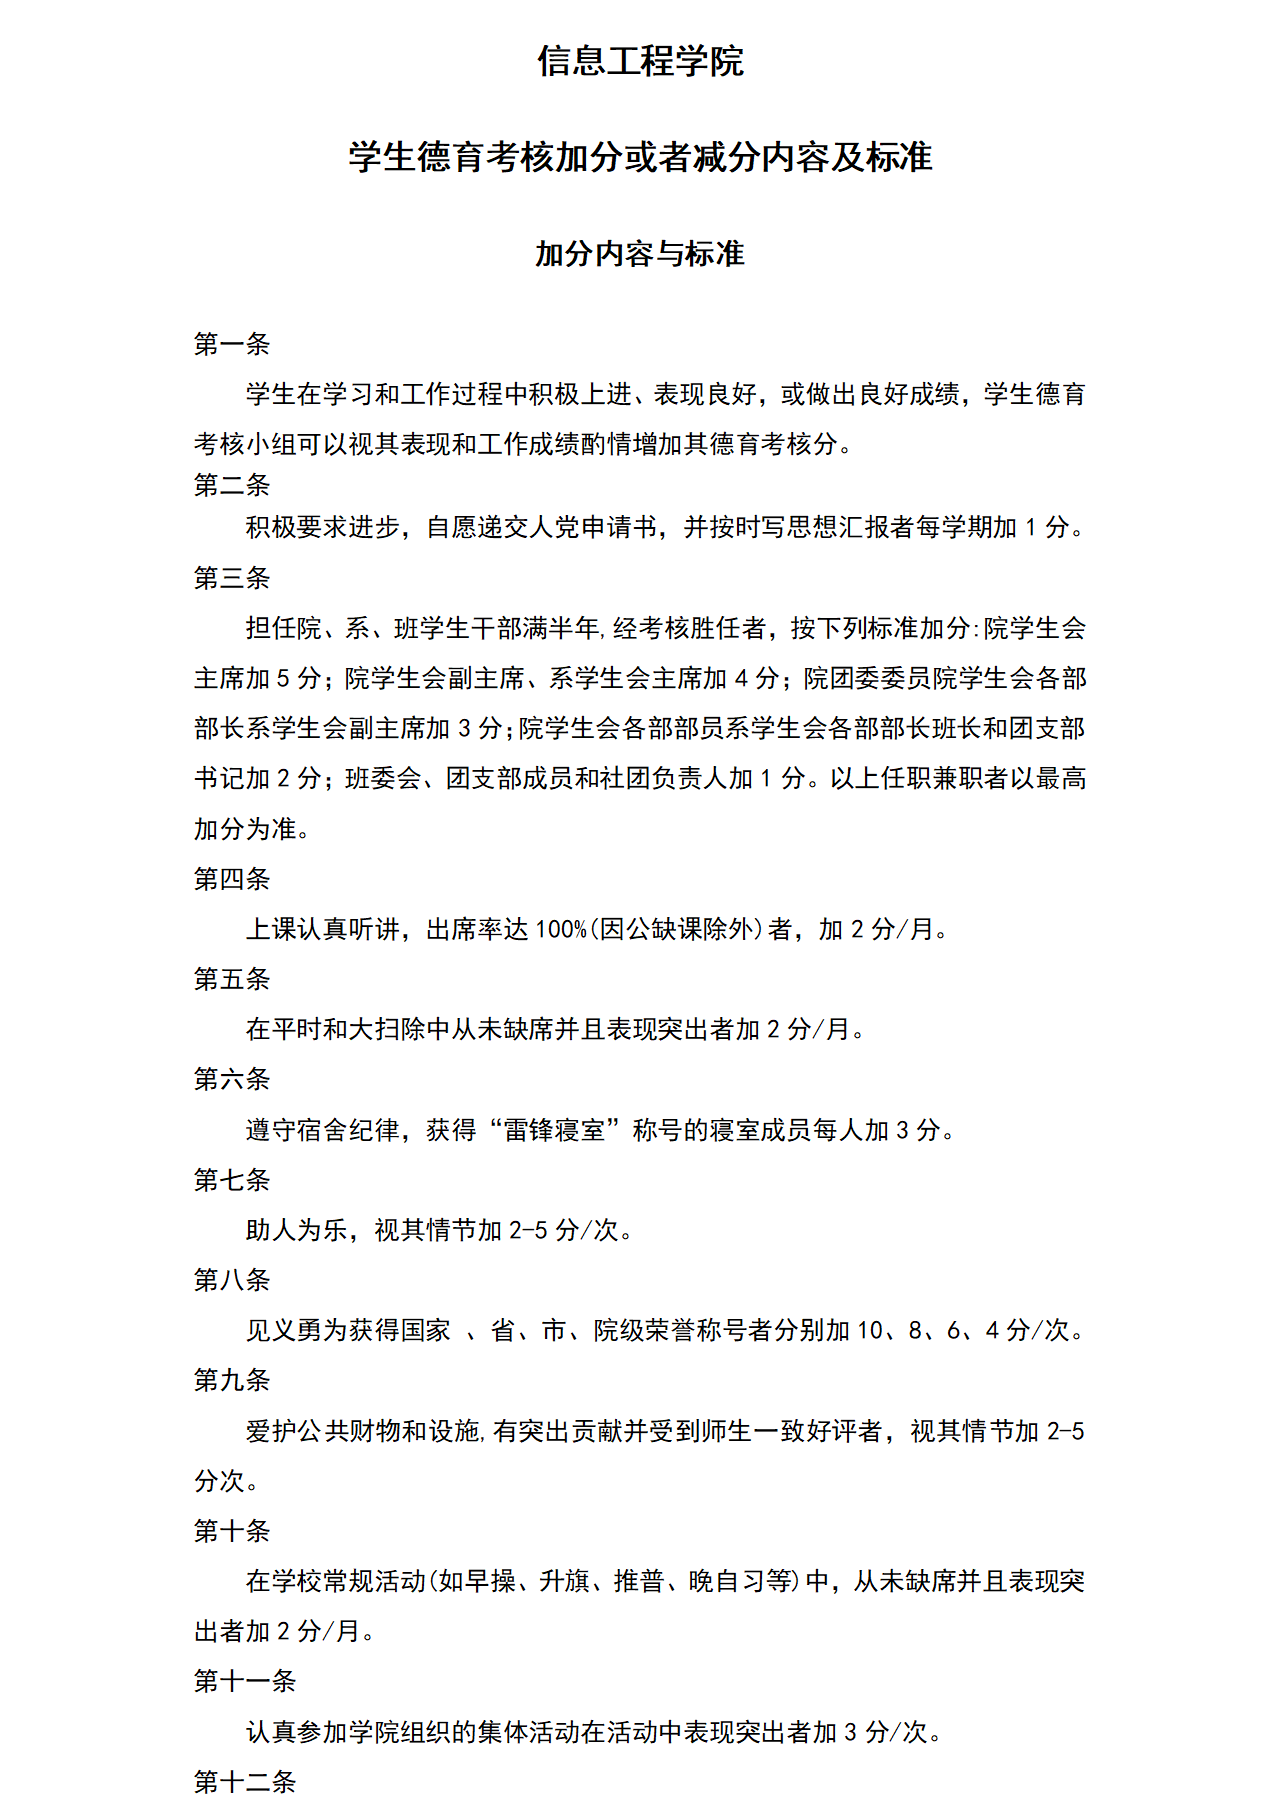 信息工程学院
学生德育考核加分或者减分内容及标准
加分内容与标准
第一条
学生在学习和工作过程中积极上进、表现良好，或做出良好成绩，学生德育
考核小组可以视其表现和工作成绩酌情增加其德育考核分。
第二条
积极要求进步，自愿递交人党申请书，并按时写思想汇报者每学期加 1 分。
第三条
担任院、系、班学生干部满半年,经考核胜任者，按下列标准加分:院学生会
主席加 5 分；院学生会副主席、系学生会主席加 4 分；院团委委员院学生会各部
部长系学生会副主席加 3 分;院学生会各部部员系学生会各部部长班长和团支部
书记加 2 分；班委会、团支部成员和社团负责人加 1 分。以上任职兼职者以最高
加分为准。
第四条
上课认真听讲，出席率达 100%(因公缺课除外)者，加 2 分/月。
第五条
在平时和大扫除中从未缺席并且表现突出者加 2 分/月。
第六条
遵守宿舍纪律，获得“雷锋寝室”称号的寝室成员每人加 3 分。
第七条
助人为乐，视其情节加 2-5 分/次。
第八条
见义勇为获得国家 、省、市、院级荣誉称号者分别加 10、8、6、4 分/次。
第九条
爱护公共财物和设施,有突出贡献并受到师生一致好评者，视其情节加 2-5
分次。
第十条
在学校常规活动(如早操、升旗、推普、晚自习等)中，从未缺席并且表现突
出者加 2 分/月。
第十一条
认真参加学院组织的集体活动在活动中表现突出者加 3 分/次。
第十二条